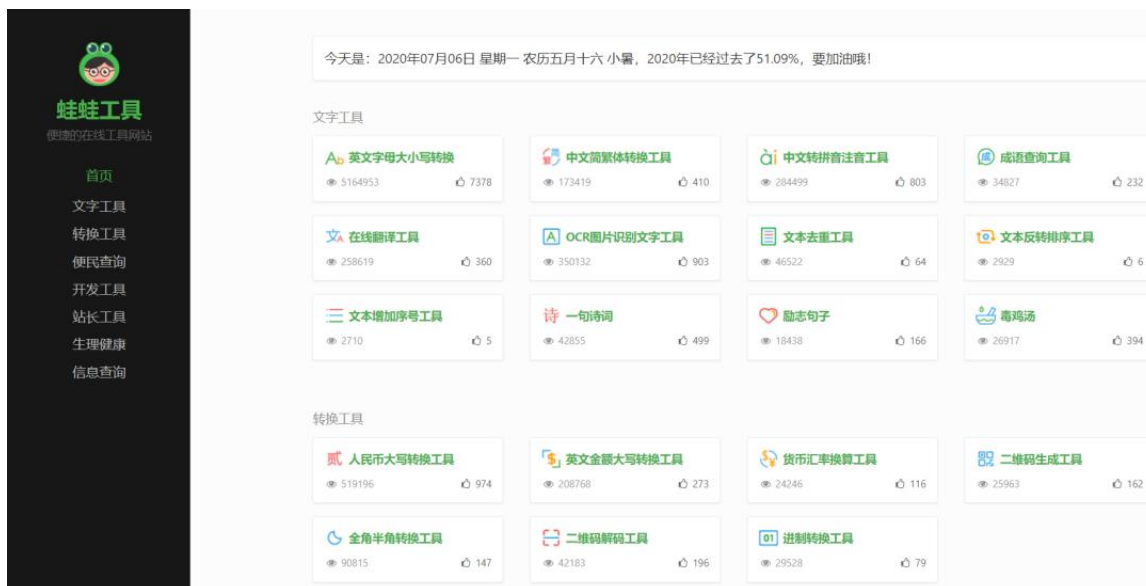 蛙蛙工具
便捷的在线工具网站
首页
文字工具
转换工具
便民查询
开发工具
站长工具
生理健康
信息查询
今天是：2020年07月06日 星期一 农历五月十六 小暑，2020年已经过去了51.09%，要加油哦！
文字工具
Ab 英文字母大小写转换
5164953 7378
中文简繁体转换工具
173419 410
ài 中文转拼音注音工具
284499 803
成 成语查询工具
34827 232
文A 在线翻译工具
258619 360
A OCR图片识别文字工具
350132 903
文本去重工具
46522 64
文本反转排序工具
2929 6
文本增加序号工具
2710 5
诗 一句诗词
42855 499
励志句子
18438 166
毒鸡汤
26917 394
转换工具
贰 人民币大写转换工具
519196 974
$ 英文金额大写转换工具
208768 273
$¥ 货币汇率换算工具
24246 116
二维码生成工具
25963 162
全角半角转换工具
90815 147
二维码解码工具
42183 196
01 进制转换工具
29528 79